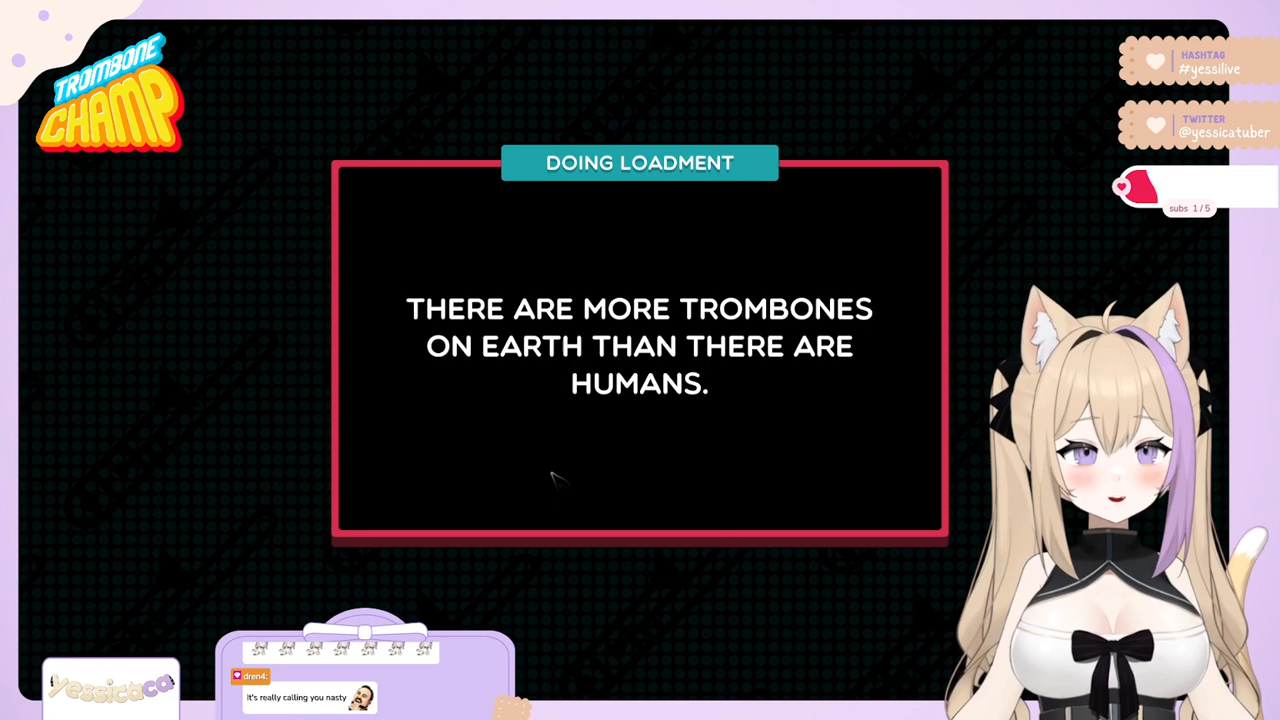 TROMBONE
CHAMP
DOING LOADMENT
THERE ARE MORE TROMBONES
ON EARTH THAN THERE ARE
HUMANS.
HASHTAG
#yessilive
TWITTER
@yessicatuber
subs 1 / 5
yessicaca
dren4:
It's really calling you nasty